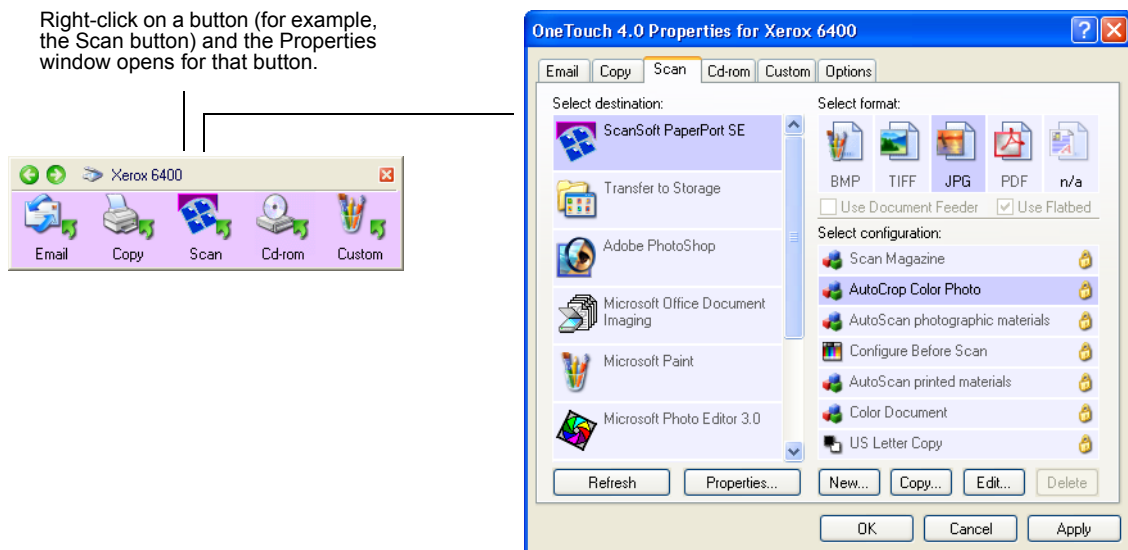 Right-click on a button (for example,
the Scan button) and the Properties
window opens for that button.
Xerox 6400
Email Copy Scan Cd-rom Custom
OneTouch 4.0 Properties for Xerox 6400
Email Copy Scan Cd-rom Custom Options
Select destination:
ScanSoft PaperPort SE
Transfer to Storage
Adobe PhotoShop
Microsoft Office Document
Imaging
Microsoft Paint
Microsoft Photo Editor 3.0
Refresh Properties...
Select format:
BMP TIFF JPG PDF n/a
Use Document Feeder Use Flatbed
Select configuration:
Scan Magazine
AutoCrop Color Photo
AutoScan photographic materials
Configure Before Scan
AutoScan printed materials
Color Document
US Letter Copy
New... Copy... Edit... Delete
OK Cancel Apply